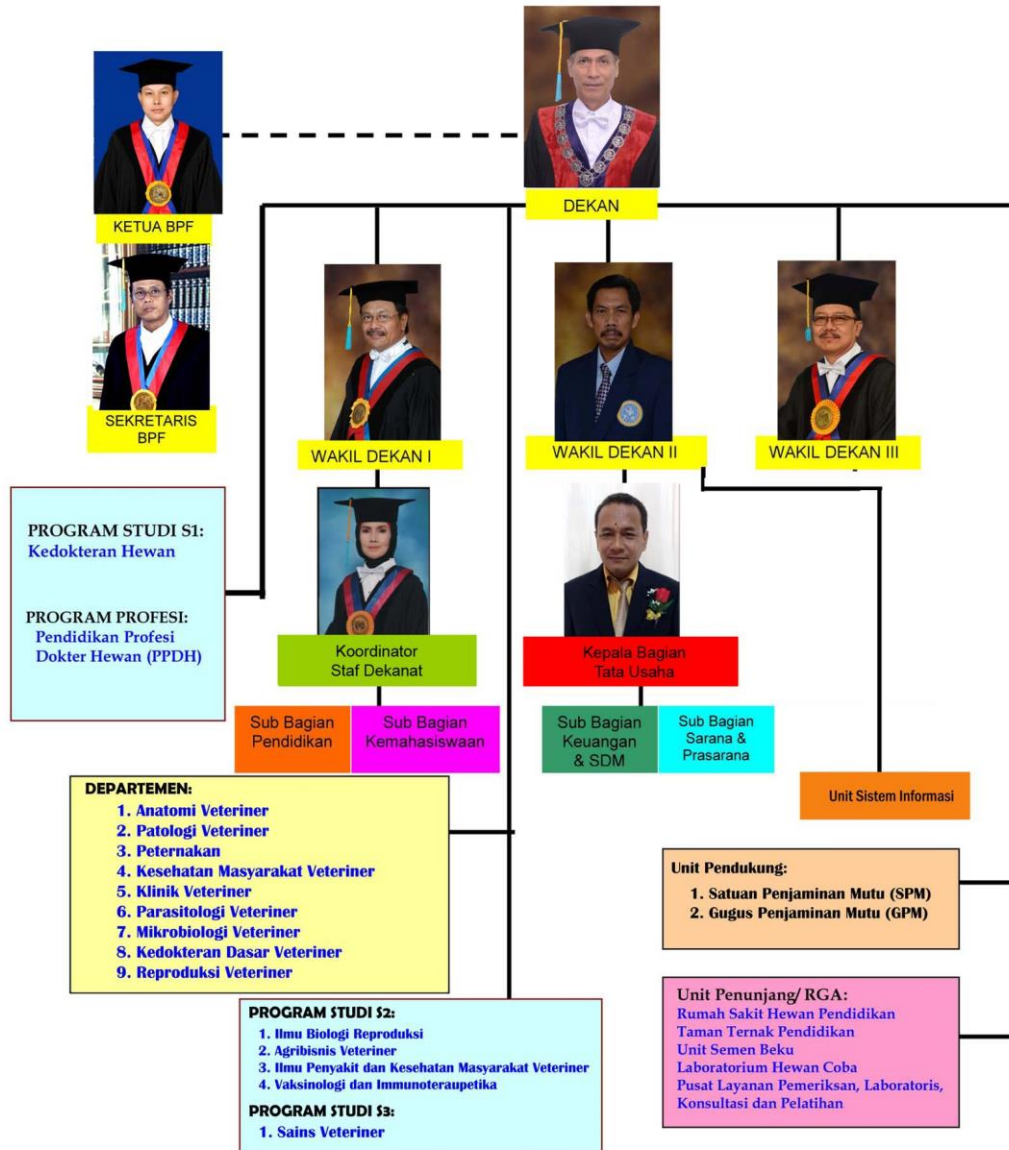 DEKAN
KETUA BPF
SEKRETARIS
BPF
WAKIL DEKAN I
WAKIL DEKAN II
WAKIL DEKAN III
PROGRAM STUDI S1:
Kedokteran Hewan
PROGRAM PROFESI:
Pendidikan Profesi
Dokter Hewan (PPDH)
Koordinator
Staf Dekanat
Kepala Bagian
Tata Usaha
Sub Bagian
Pendidikan
Sub Bagian
Kemahasiswaan
Sub Bagian
Keuangan
& SDM
Sub Bagian
Sarana &
Prasarana
Unit Sistem Informasi
DEPARTEMEN:
1. Anatomi Veteriner
2. Patologi Veteriner
3. Peternakan
4. Kesehatan Masyarakat Veteriner
5. Klinik Veteriner
6. Parasitologi Veteriner
7. Mikrobiologi Veteriner
8. Kedokteran Dasar Veteriner
9. Reproduksi Veteriner
Unit Pendukung:
1. Satuan Penjaminan Mutu (SPM)
2. Gugus Penjaminan Mutu (GPM)
PROGRAM STUDI S2:
1. Ilmu Biologi Reproduksi
2. Agribisnis Veteriner
3. Ilmu Penyakit dan Kesehatan Masyarakat Veteriner
4. Vaksinologi dan Immunoteraupetika
PROGRAM STUDI S3:
1. Sains Veteriner
Unit Penunjang/ RGA:
Rumah Sakit Hewan Pendidikan
Taman Ternak Pendidikan
Unit Semen Beku
Laboratorium Hewan Coba
Pusat Layanan Pemeriksan, Laboratoris,
Konsultasi dan Pelatihan